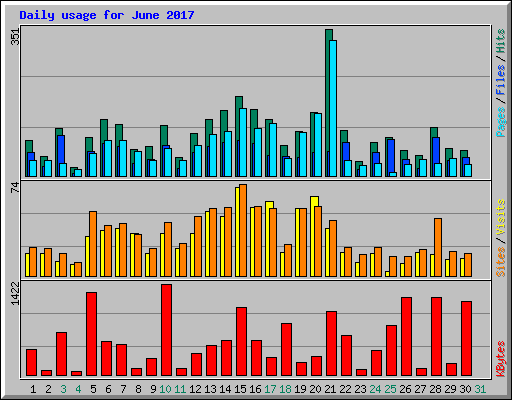 Daily usage for June 2017
351
Pages / Files / Hits
74
Sites / Visits
1422
KBytes
1 2 3 4 5 6 7 8 9 10 11 12 13 14 15 16 17 18 19 20 21 22 23 24 25 26 27 28 29 30 31